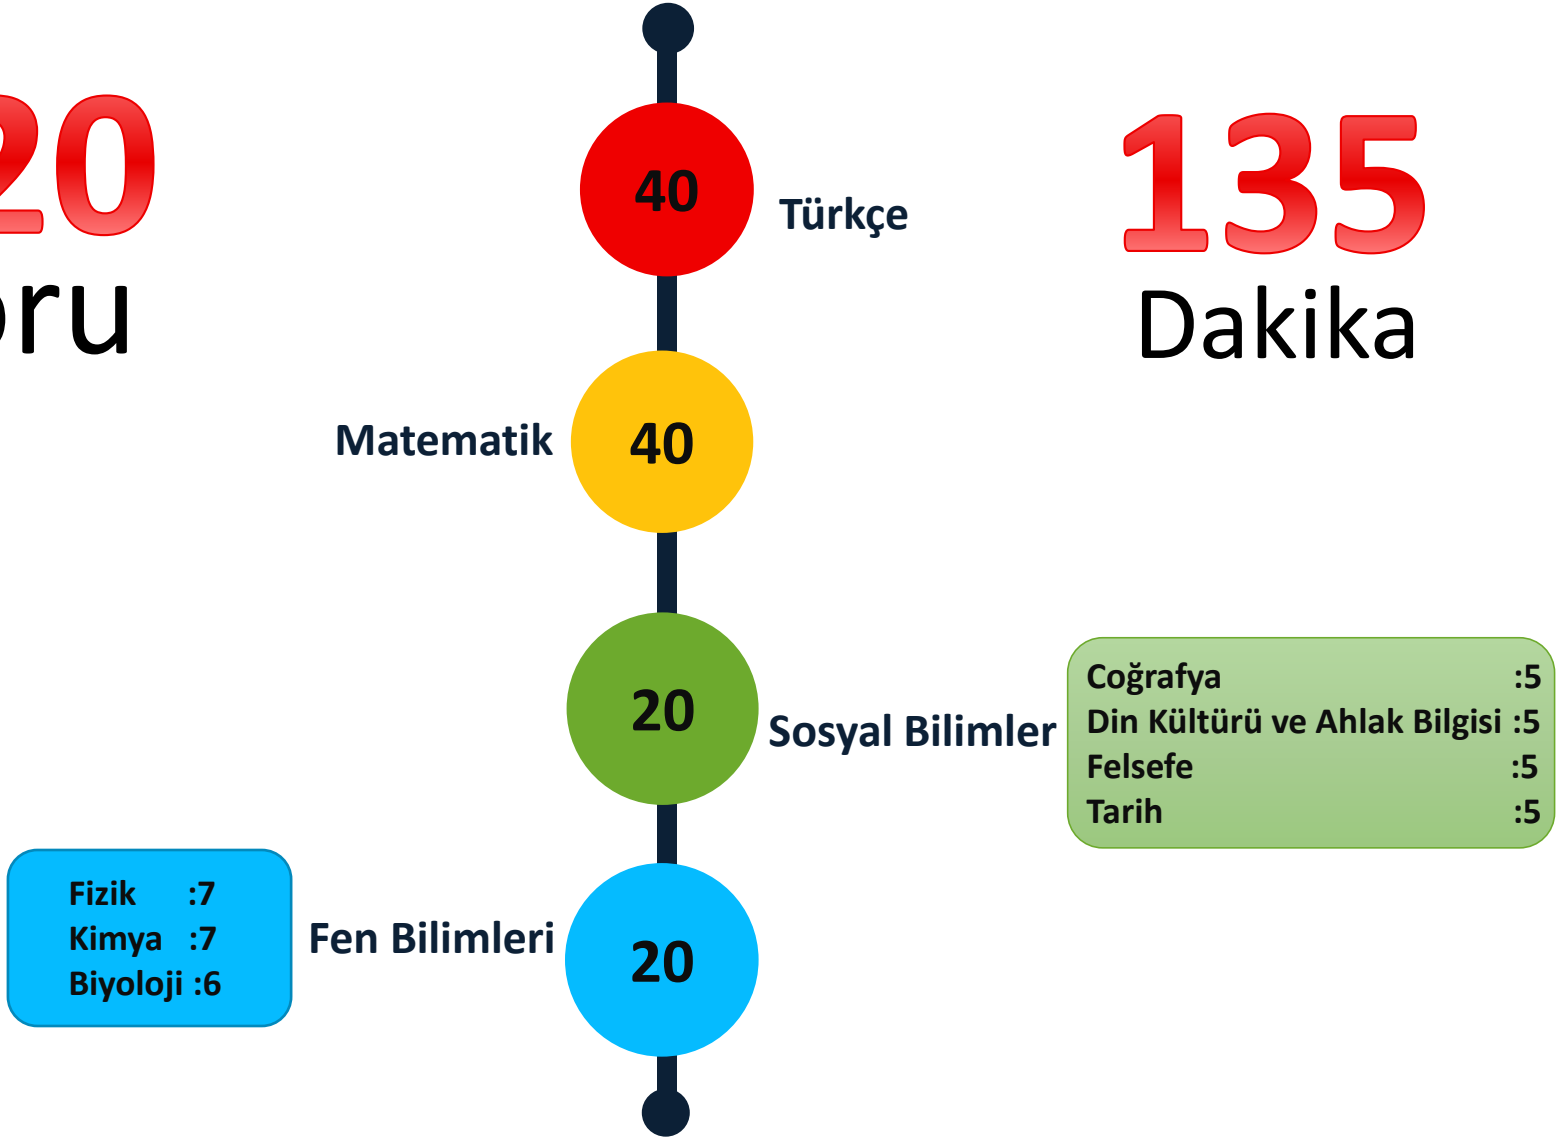 20
oru
135
Dakika
40
Türkçe
Matematik
40
20
Sosyal Bilimler
Coğrafya :5
Din Kültürü ve Ahlak Bilgisi :5
Felsefe :5
Tarih :5
Fizik :7
Kimya :7
Biyoloji :6
Fen Bilimleri
20